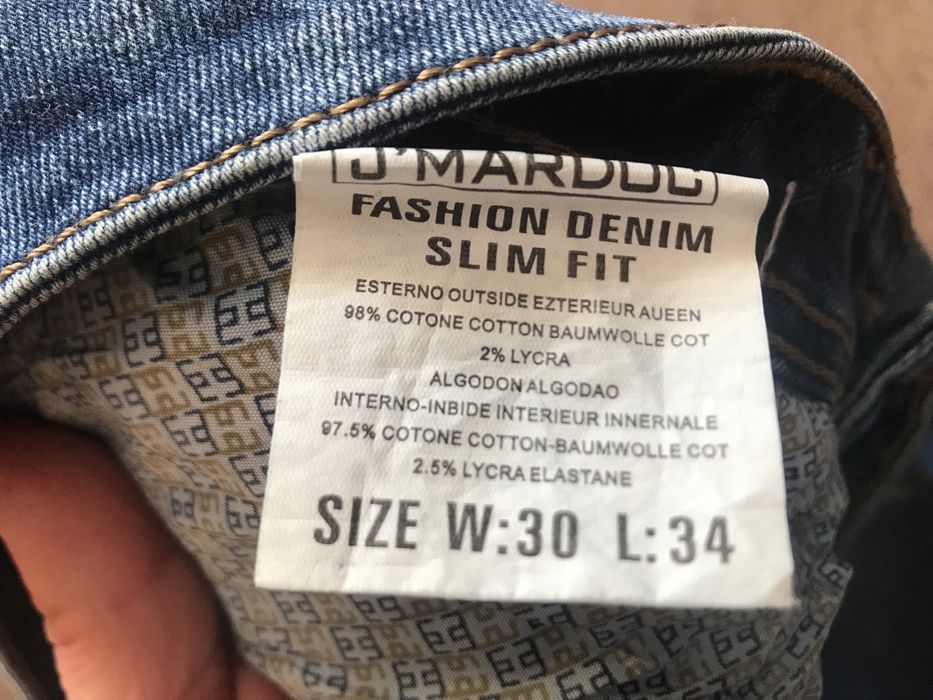 J'MARDOC
FASHION DENIM
SLIM FIT
ESTERNO OUTSIDE EZTERIEUR AUEEN
98% COTONE COTTON BAUMWOLLE COT
2% LYCRA
ALGODON ALGODAO
INTERNO-INBIDE INTERIEUR INNERNALE
97.5% COTONE COTTON-BAUMWOLLE COT
2.5% LYCRA ELASTANE
SIZE W:30 L:34